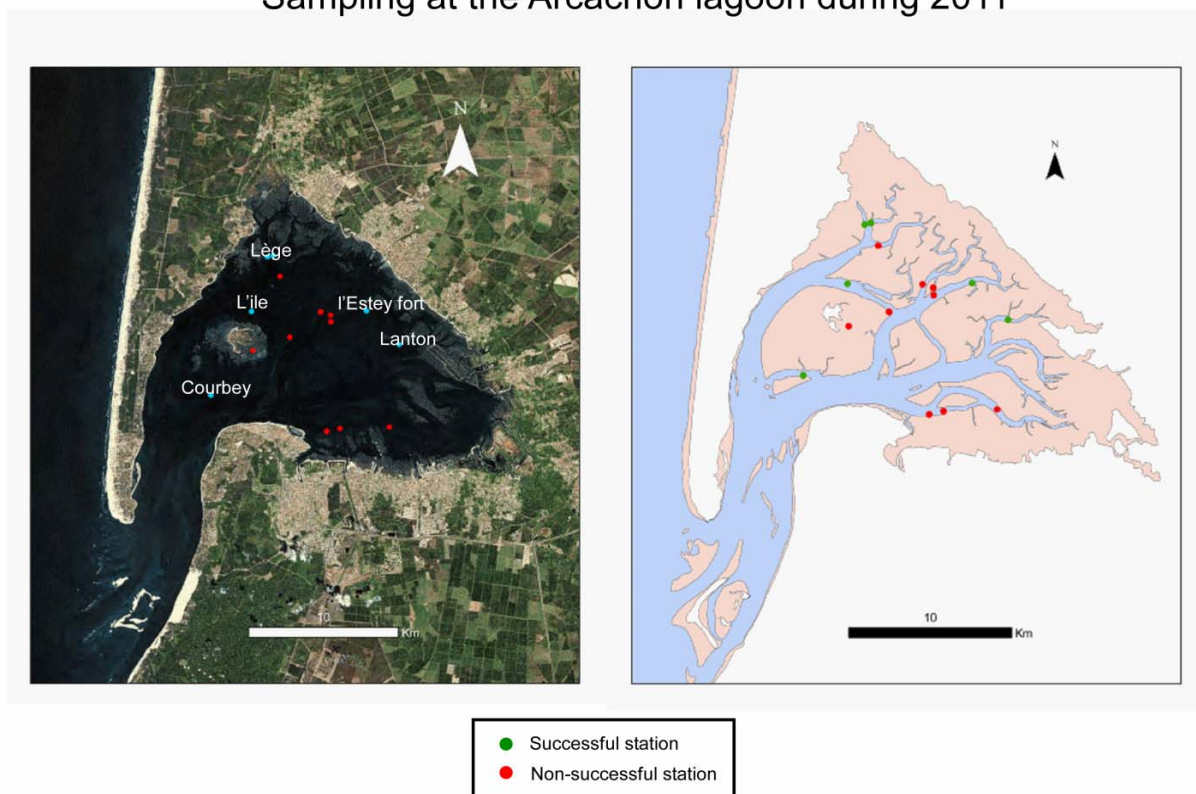 Sampling at the Arcachon lagoon during 2011
N
Lège
L'ile
l'Estey fort
Lanton
Courbey
10
Km
N
10
Km
Successful station
Non-successful station